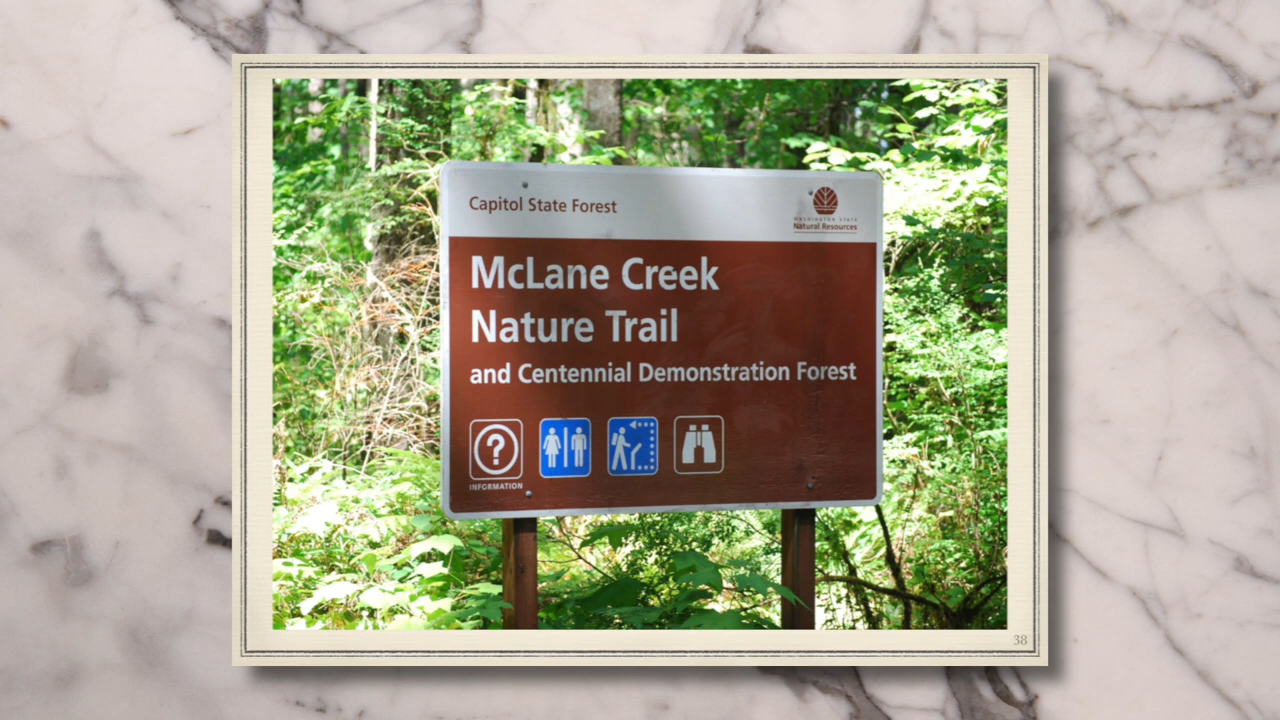 Capitol State Forest
WASHINGTON STATE
Natural Resources
McLane Creek
Nature Trail
and Centennial Demonstration Forest
?
INFORMATION
38